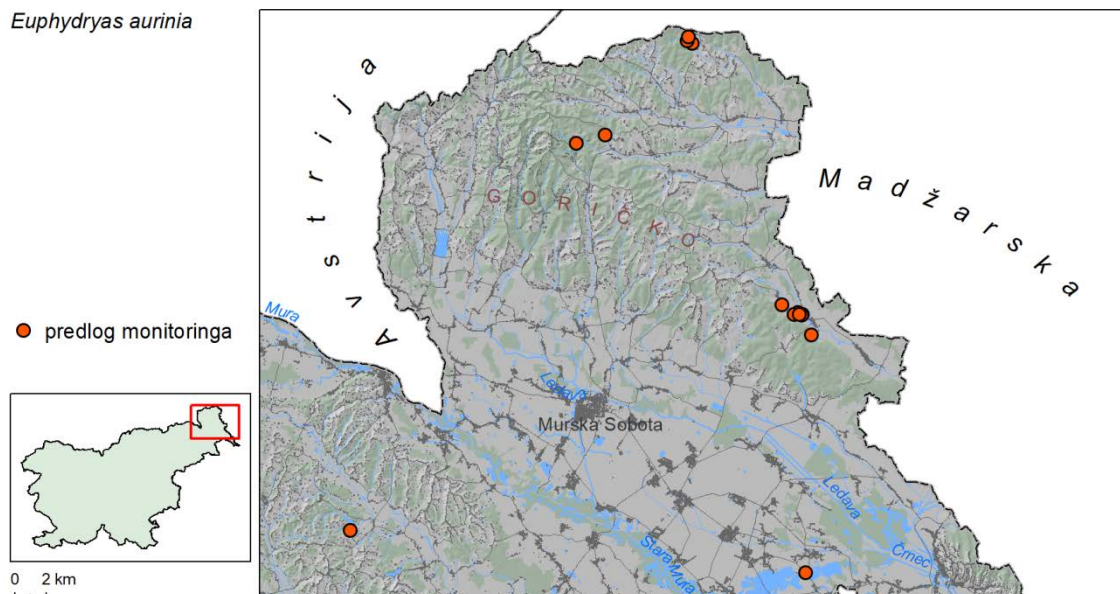 Euphydryas aurinia
Avstrija
Madžarska
GORIČKO
predlog monitoringa
Mura
Ledava
Murska Sobota
Ledava
Črnec
Stara Mura
0 2 km